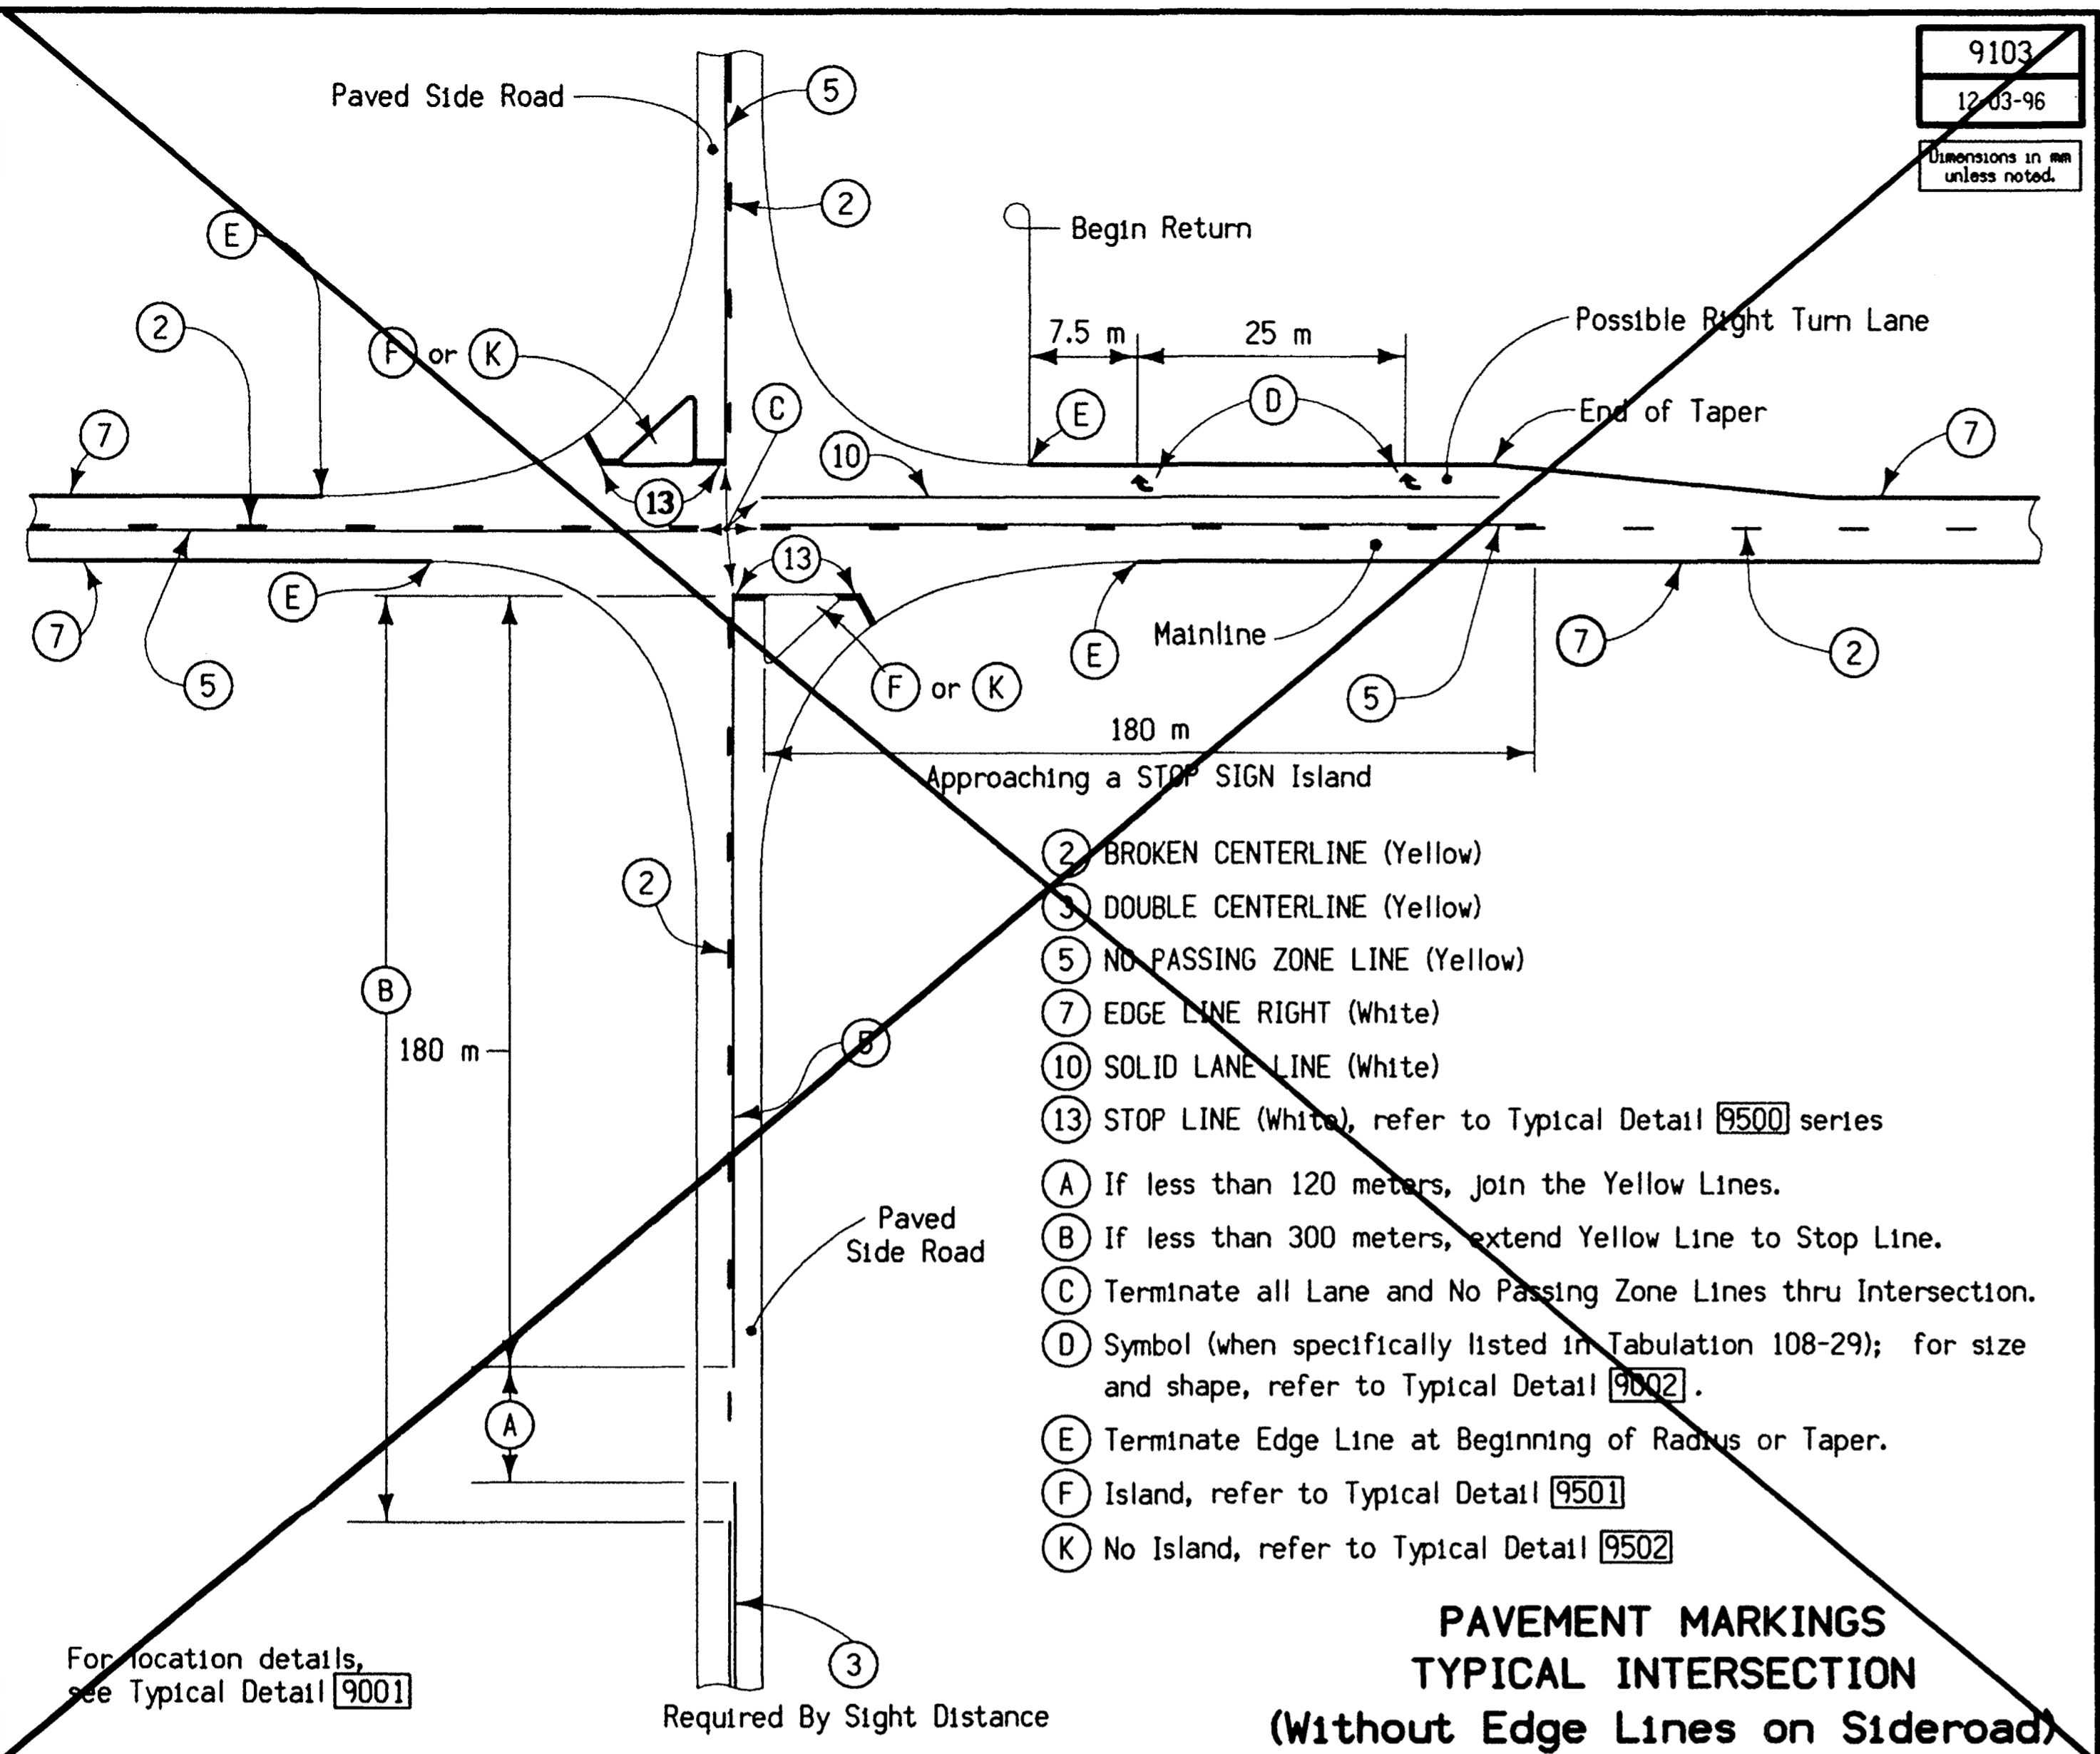 9103
12-03-96
Dimensions in mm
unless noted.
Paved Side Road
5
2
E
Begin Return
2
F or K
7.5 m
25 m
Possible Right Turn Lane
C
E
D
End of Taper
7
10
7
13
13
E
7
5
Mainline
E
7
2
F or K
5
180 m
Approaching a STOP SIGN Island
2
B
180 m
5
A
Paved
Side Road
3
Required By Sight Distance
2 BROKEN CENTERLINE (Yellow)
3 DOUBLE CENTERLINE (Yellow)
5 NO PASSING ZONE LINE (Yellow)
7 EDGE LINE RIGHT (White)
10 SOLID LANE LINE (White)
13 STOP LINE (White), refer to Typical Detail 9500 series
A If less than 120 meters, join the Yellow Lines.
B If less than 300 meters, extend Yellow Line to Stop Line.
C Terminate all Lane and No Passing Zone Lines thru Intersection.
D Symbol (when specifically listed in Tabulation 108-29); for size
and shape, refer to Typical Detail 9002 .
E Terminate Edge Line at Beginning of Radius or Taper.
F Island, refer to Typical Detail 9501
K No Island, refer to Typical Detail 9502
For location details,
see Typical Detail 9001
PAVEMENT MARKINGS
TYPICAL INTERSECTION
(Without Edge Lines on Sideroad)